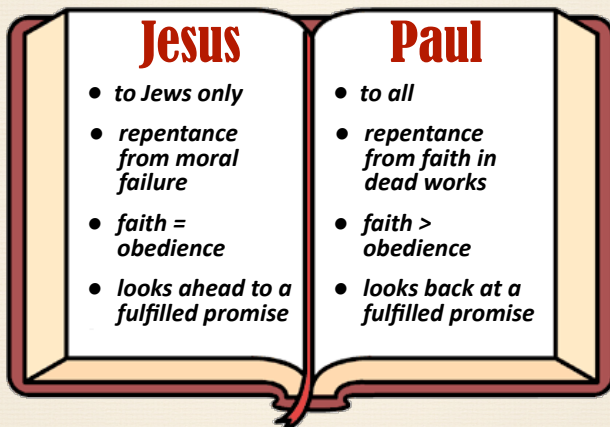 Jesus
• to Jews only
• repentance
from moral
failure
• faith =
obedience
• looks ahead to a
fulfilled promise
Paul
• to all
• repentance
from faith in
dead works
• faith >
obedience
• looks back at a
fulfilled promise